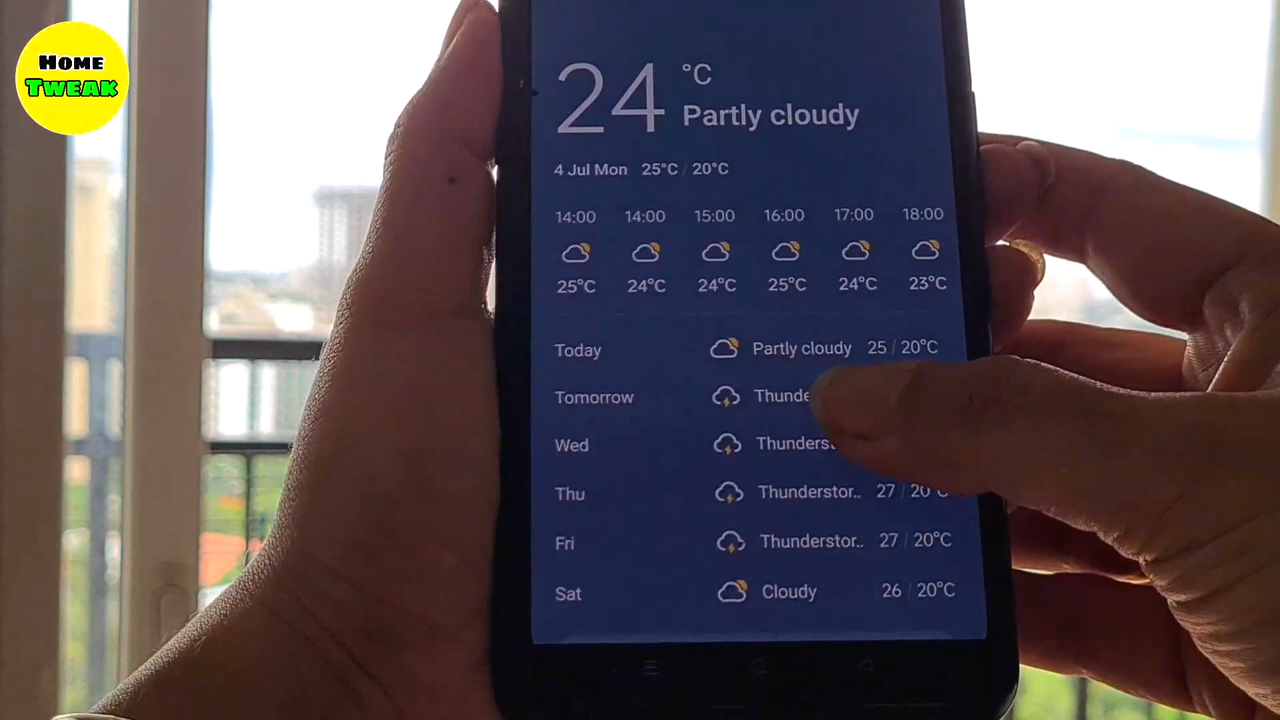 HOME
TWEAK
24 °C
Partly cloudy
4 Jul Mon 25°C / 20°C
14:00 14:00 15:00 16:00 17:00 18:00
25°C 24°C 24°C 25°C 24°C 23°C
Today Partly cloudy 25 / 20°C
Tomorrow Thunde
Wed Thunderst
Thu Thunderstor.. 27 / 20°C
Fri Thunderstor.. 27 / 20°C
Sat Cloudy 26 / 20°C